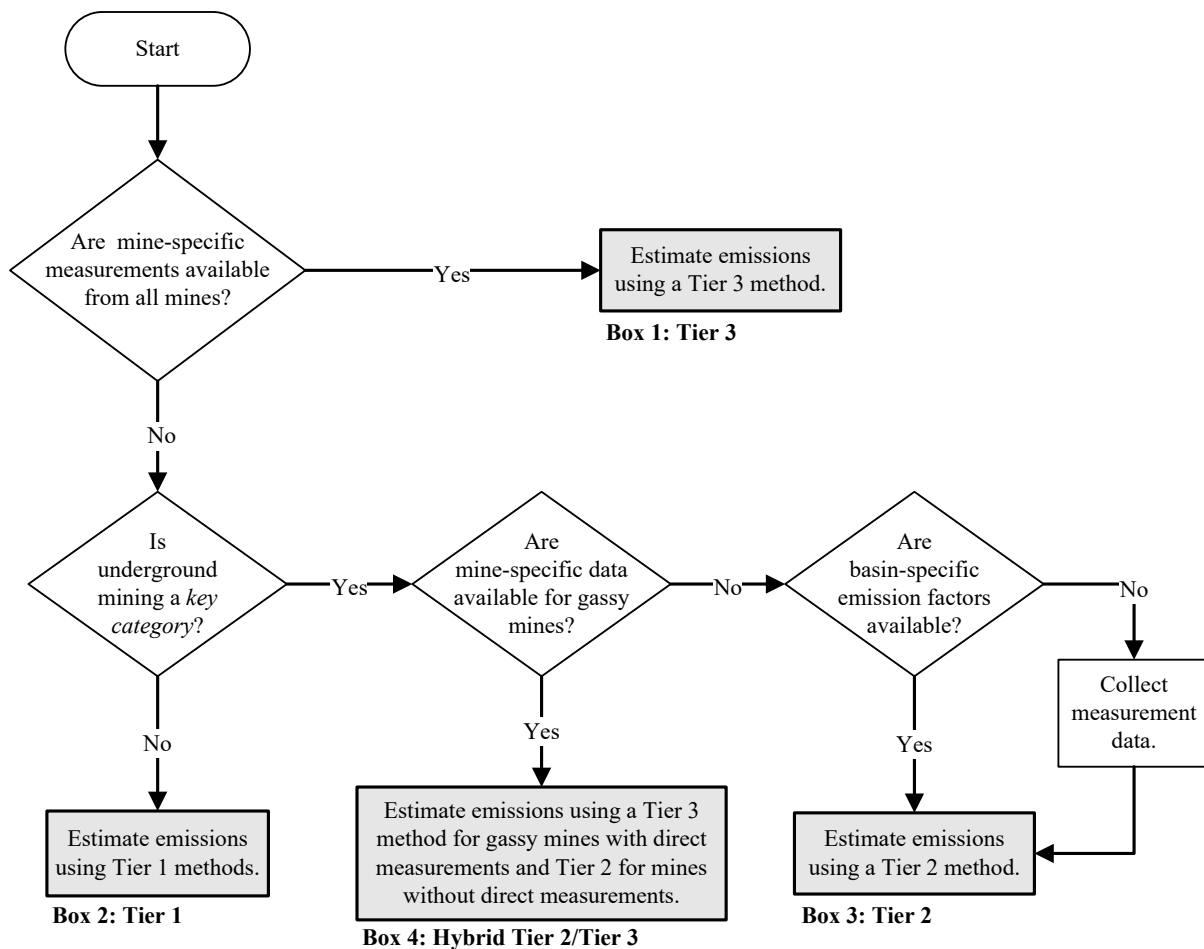 Start
Are mine-specific
measurements available
from all mines?
Yes
Estimate emissions
using a Tier 3 method.
Box 1: Tier 3
No
Is
underground
mining a key
category?
Yes
Are
mine-specific data
available for gassy
mines?
No
Are
basin-specific
emission factors
available?
No
Collect
measurement
data.
No
Yes
Yes
Estimate emissions
using Tier 1 methods.
Box 2: Tier 1
Estimate emissions using a Tier 3
method for gassy mines with direct
measurements and Tier 2 for mines
without direct measurements.
Box 4: Hybrid Tier 2/Tier 3
Estimate emissions
using a Tier 2 method.
Box 3: Tier 2